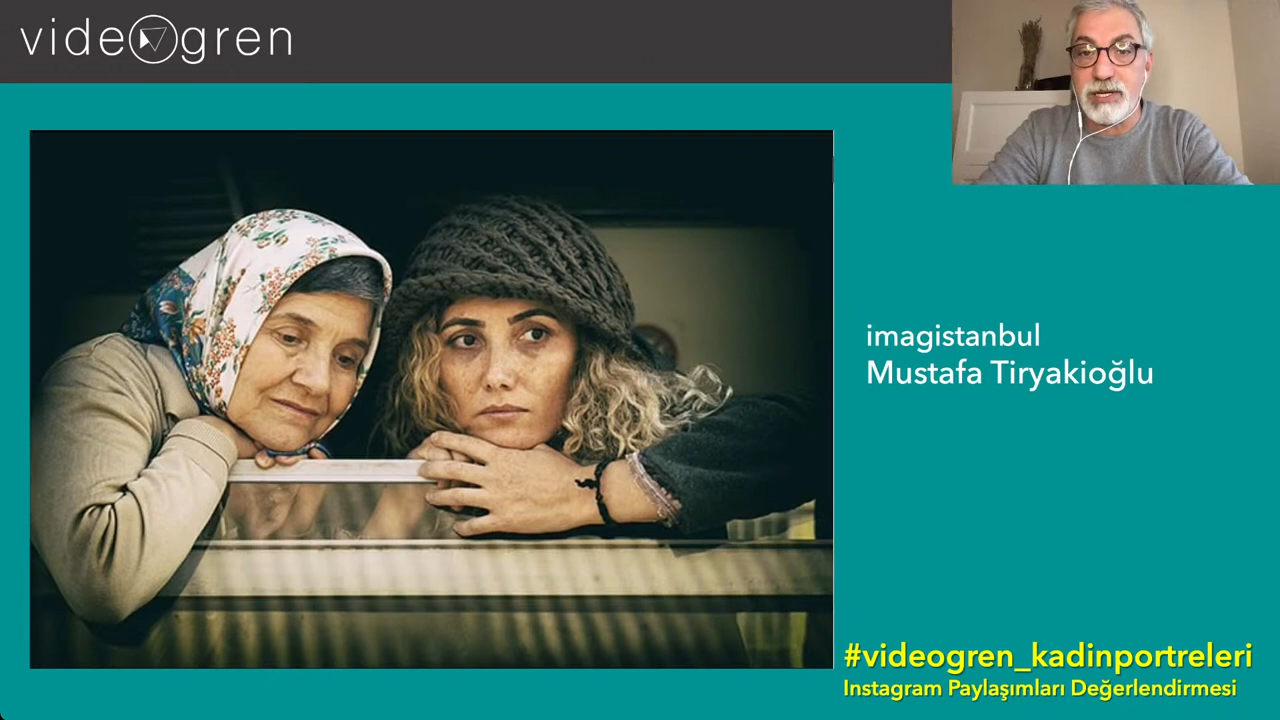 videogren
imagistanbul
Mustafa Tiryakioğlu
#videogren_kadinportreleri
Instagram Paylaşımları Değerlendirmesi